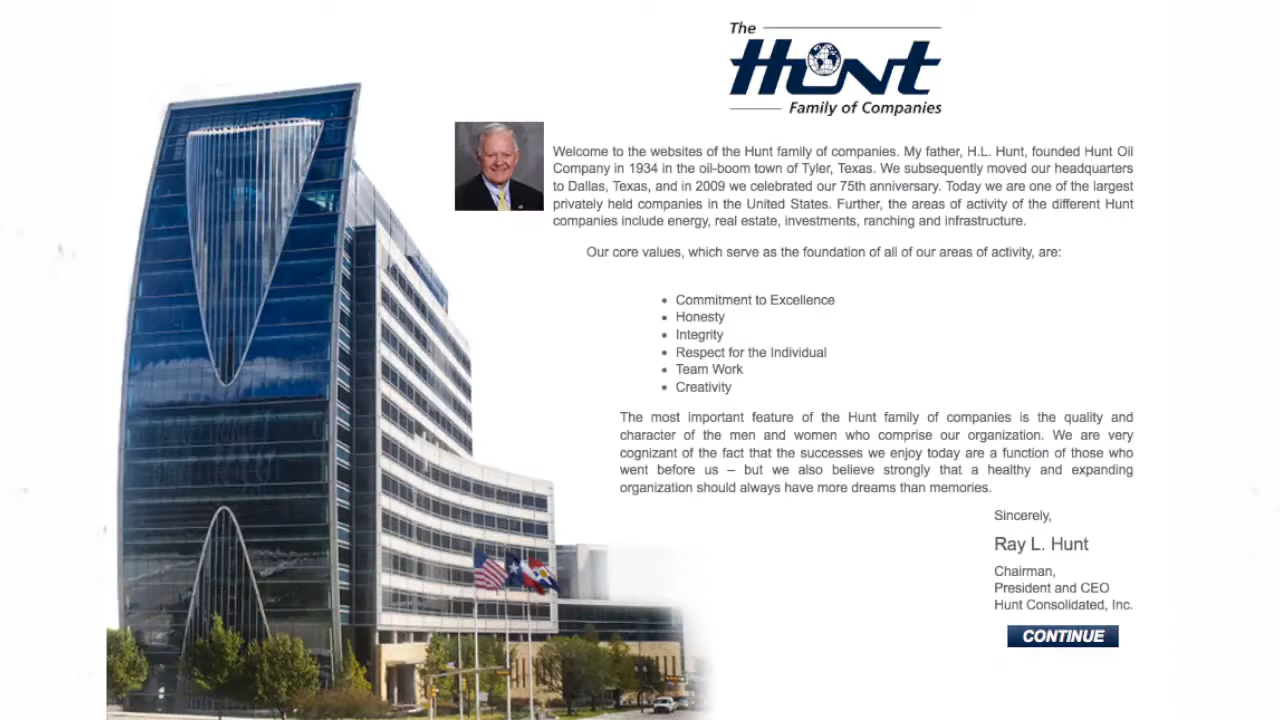 The
Hunt
Family of Companies
Welcome to the websites of the Hunt family of companies. My father, H.L. Hunt, founded Hunt Oil
Company in 1934 in the oil-boom town of Tyler, Texas. We subsequently moved our headquarters
to Dallas, Texas, and in 2009 we celebrated our 75th anniversary. Today we are one of the largest
privately held companies in the United States. Further, the areas of activity of the different Hunt
companies include energy, real estate, investments, ranching and infrastructure.
Our core values, which serve as the foundation of all of our areas of activity, are:
• Commitment to Excellence
• Honesty
• Integrity
• Respect for the Individual
• Team Work
• Creativity
The most important feature of the Hunt family of companies is the quality and
character of the men and women who comprise our organization. We are very
cognizant of the fact that the successes we enjoy today are a function of those who
went before us – but we also believe strongly that a healthy and expanding
organization should always have more dreams than memories.
Sincerely,
Ray L. Hunt
Chairman,
President and CEO
Hunt Consolidated, Inc.
CONTINUE